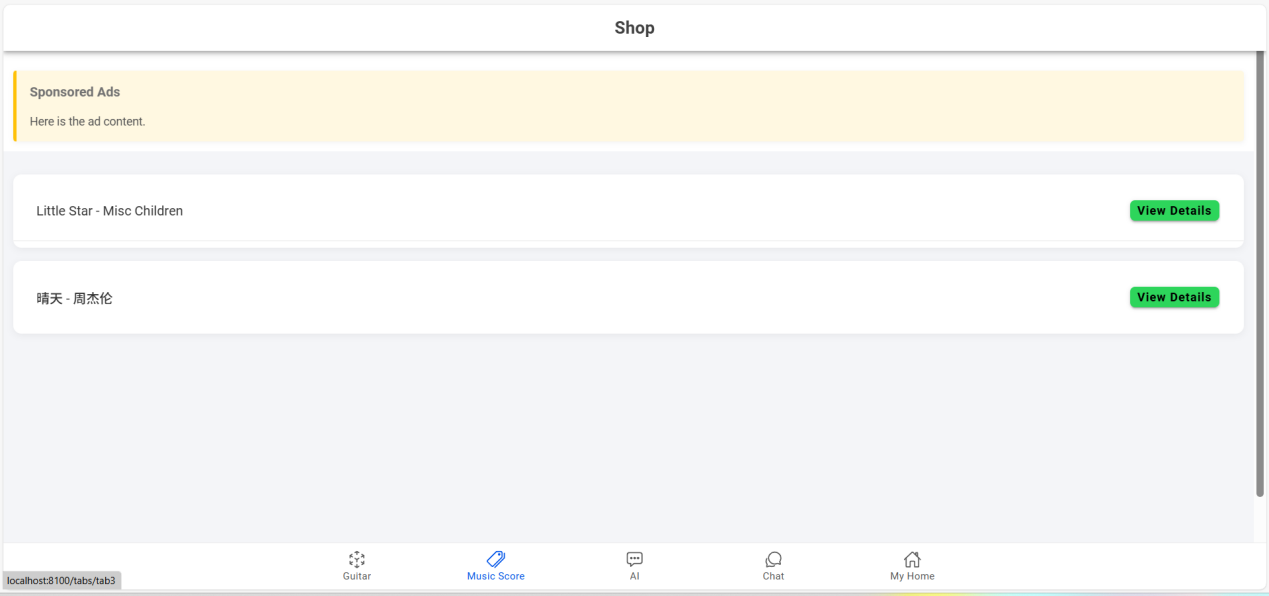 Shop
Sponsored Ads
Here is the ad content.
Little Star - Misc Children
View Details
晴天 - 周杰伦
View Details
Guitar
Music Score
AI
Chat
My Home
localhost:8100/tabs/tab3